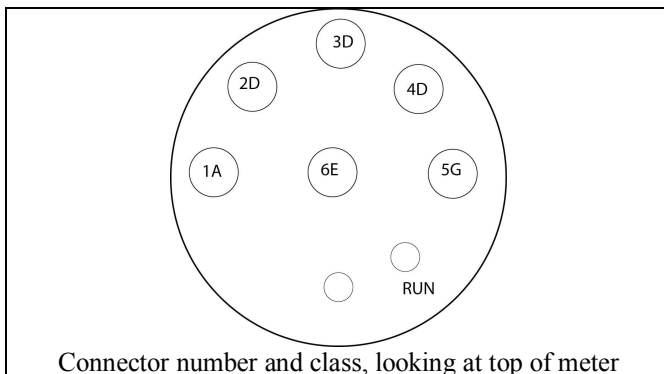 3D
2D
4D
1A
6E
5G
RUN
Connector number and class, looking at top of meter